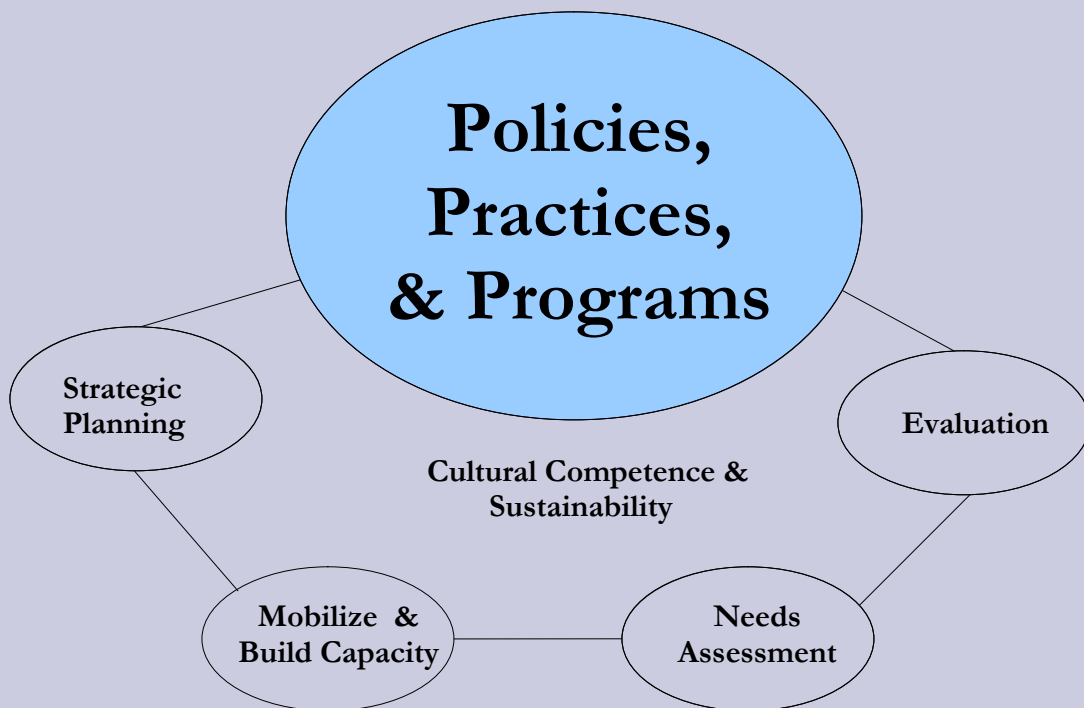 Policies,
Practices,
& Programs
Strategic
Planning
Evaluation
Cultural Competence &
Sustainability
Mobilize &
Build Capacity
Needs
Assessment